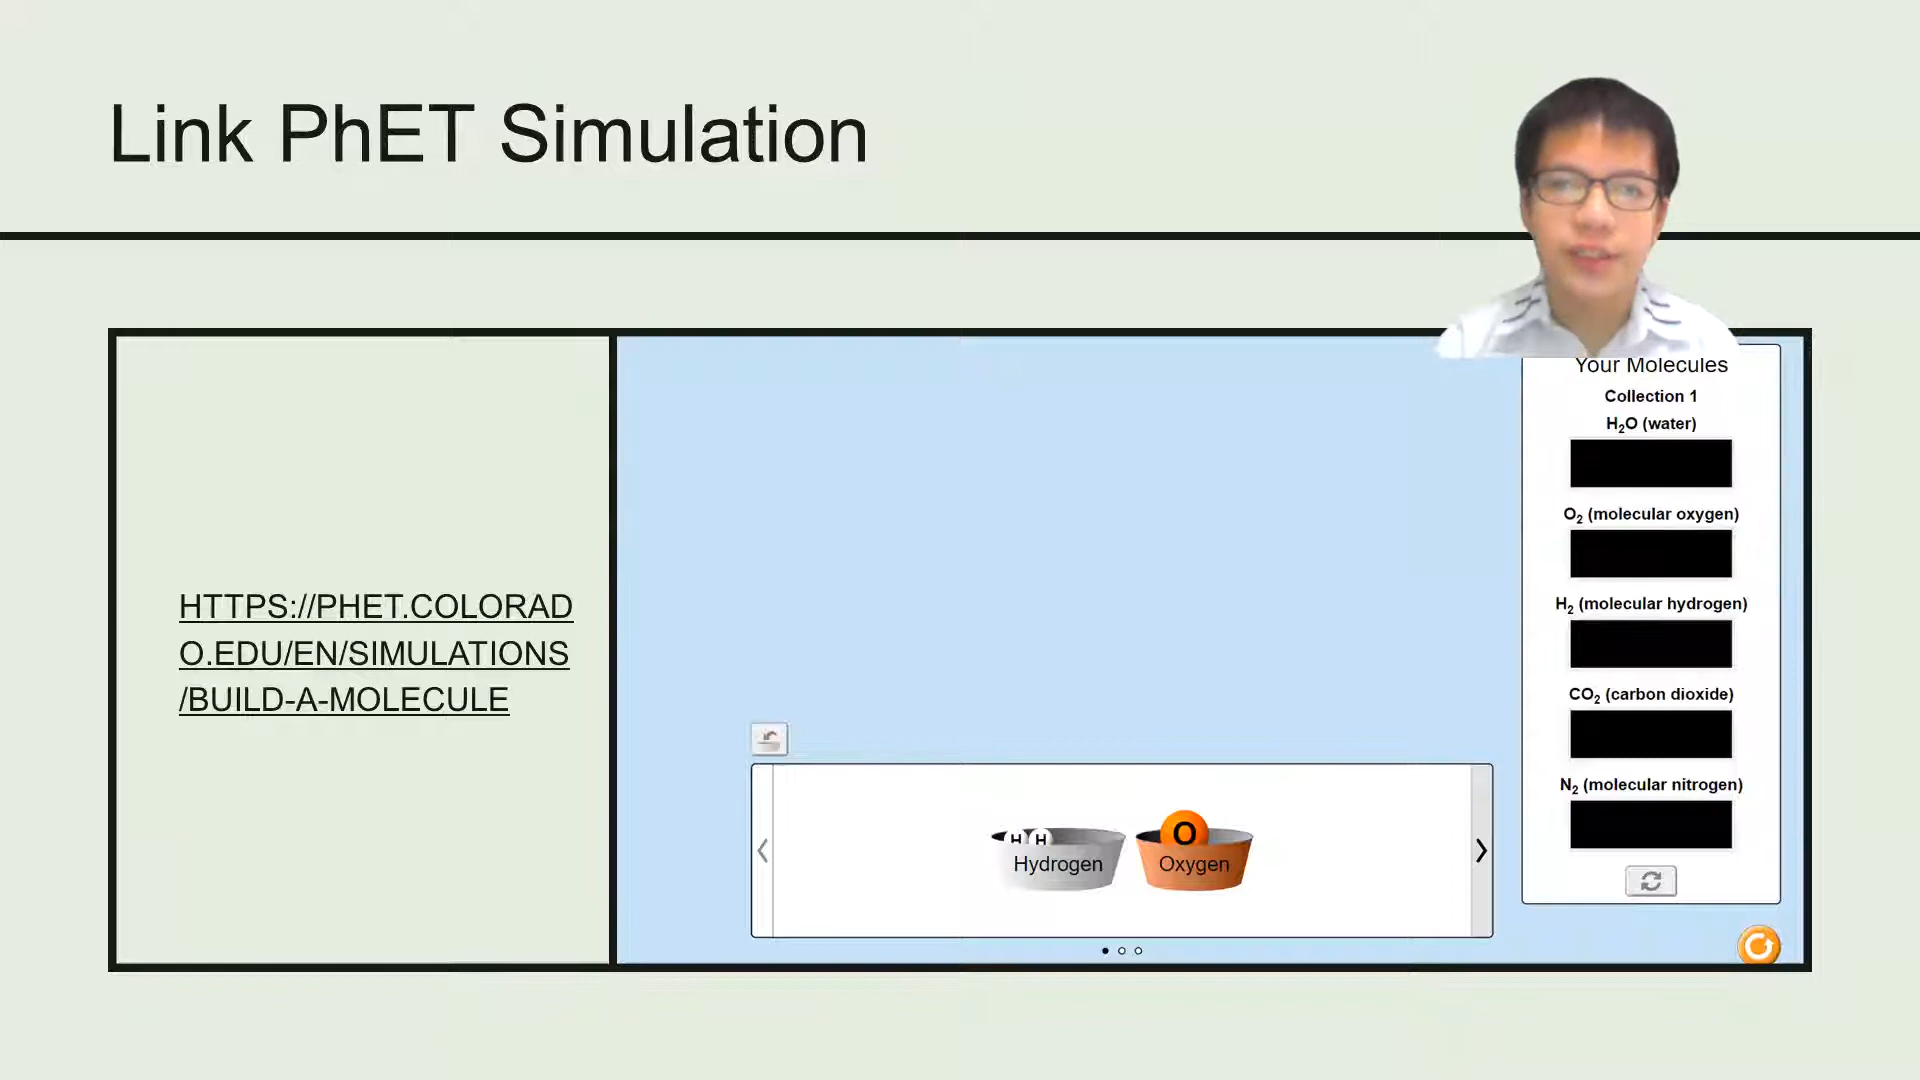 Link PhET Simulation
HTTPS://PHET.COLORAD
O.EDU/EN/SIMULATIONS
/BUILD-A-MOLECULE
Your Molecules
Collection 1
H₂O (water)
O₂ (molecular oxygen)
H₂ (molecular hydrogen)
CO₂ (carbon dioxide)
N₂ (molecular nitrogen)
H H
Hydrogen
O
Oxygen